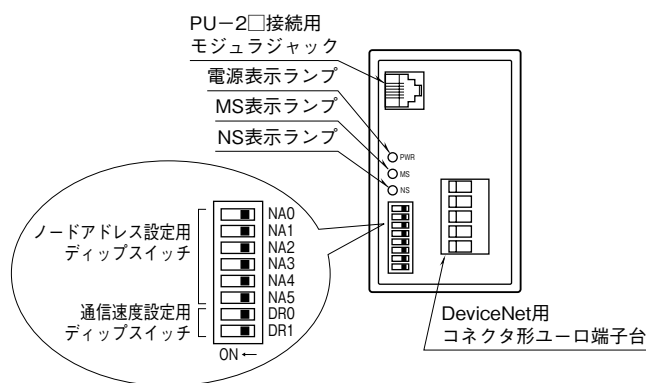 PU－2□接続用
モジュラジャック
電源表示ランプ
MS表示ランプ
NS表示ランプ
PWR
MS
NS
ノードアドレス設定用
ディップスイッチ
NA0
NA1
NA2
NA3
NA4
NA5
通信速度設定用
ディップスイッチ
DR0
DR1
ON ←
DeviceNet用
コネクタ形ユーロ端子台